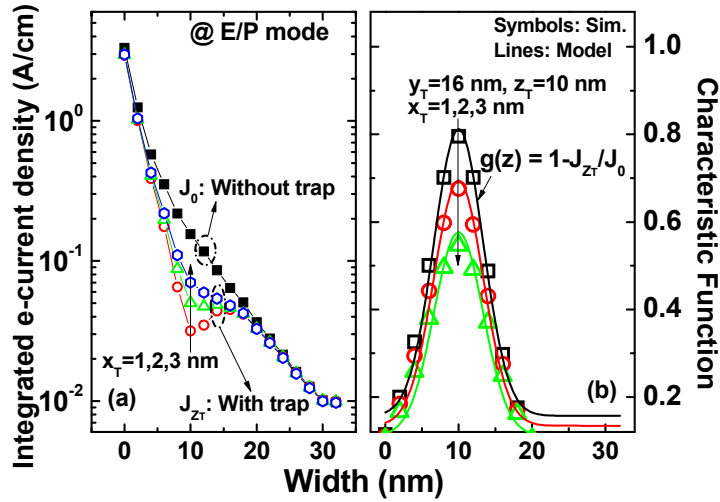 @ E/P mode
Integrated e-current density (A/cm)
10⁰
10⁻¹
10⁻²
J₀: Without trap
x_T=1,2,3 nm
J_ZT: With trap
(a)
0 10 20 30
Symbols: Sim.
Lines: Model
y_T=16 nm, z_T=10 nm
x_T=1,2,3 nm
g(z) = 1-J_ZT/J₀
(b)
0 10 20 30
1.0
0.8
0.6
0.4
0.2
Characteristic Function
Width (nm)